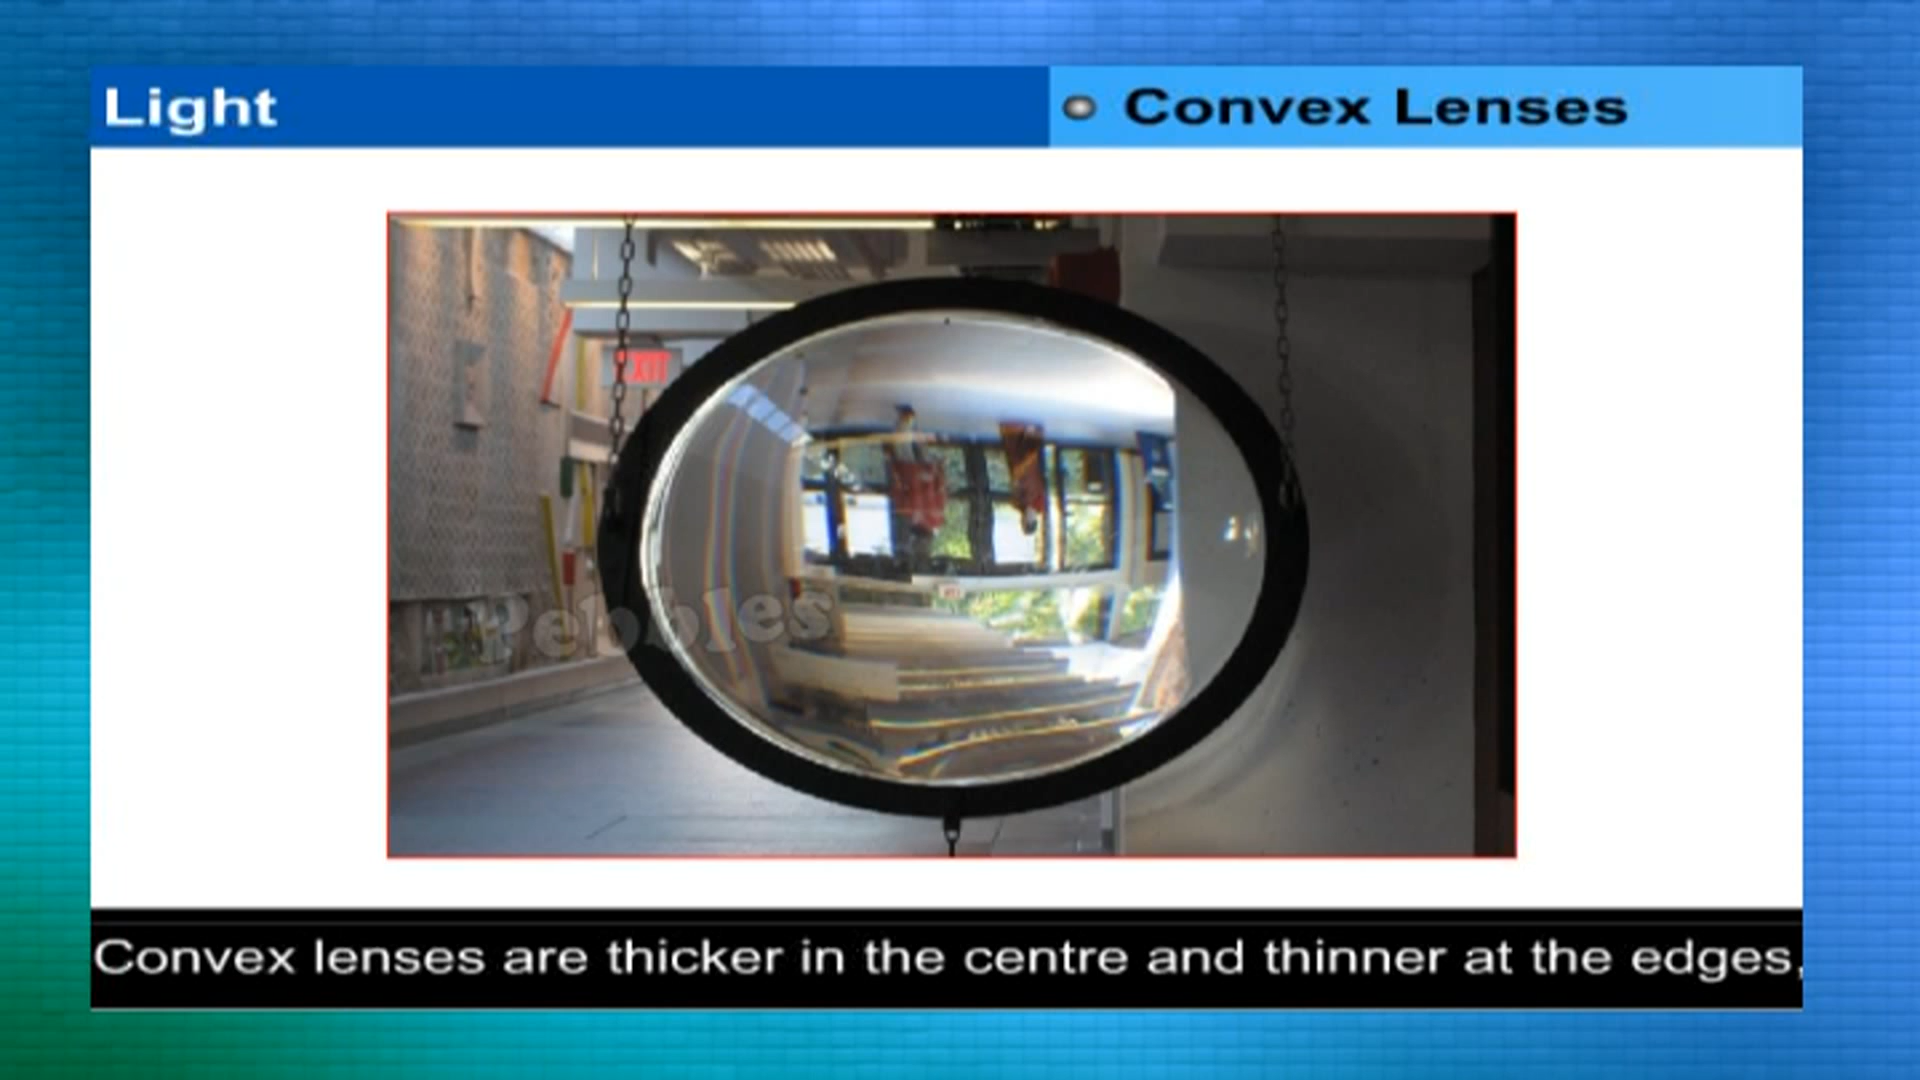 Light
Convex Lenses
EXIT
Pebbles
Convex lenses are thicker in the centre and thinner at the edges,